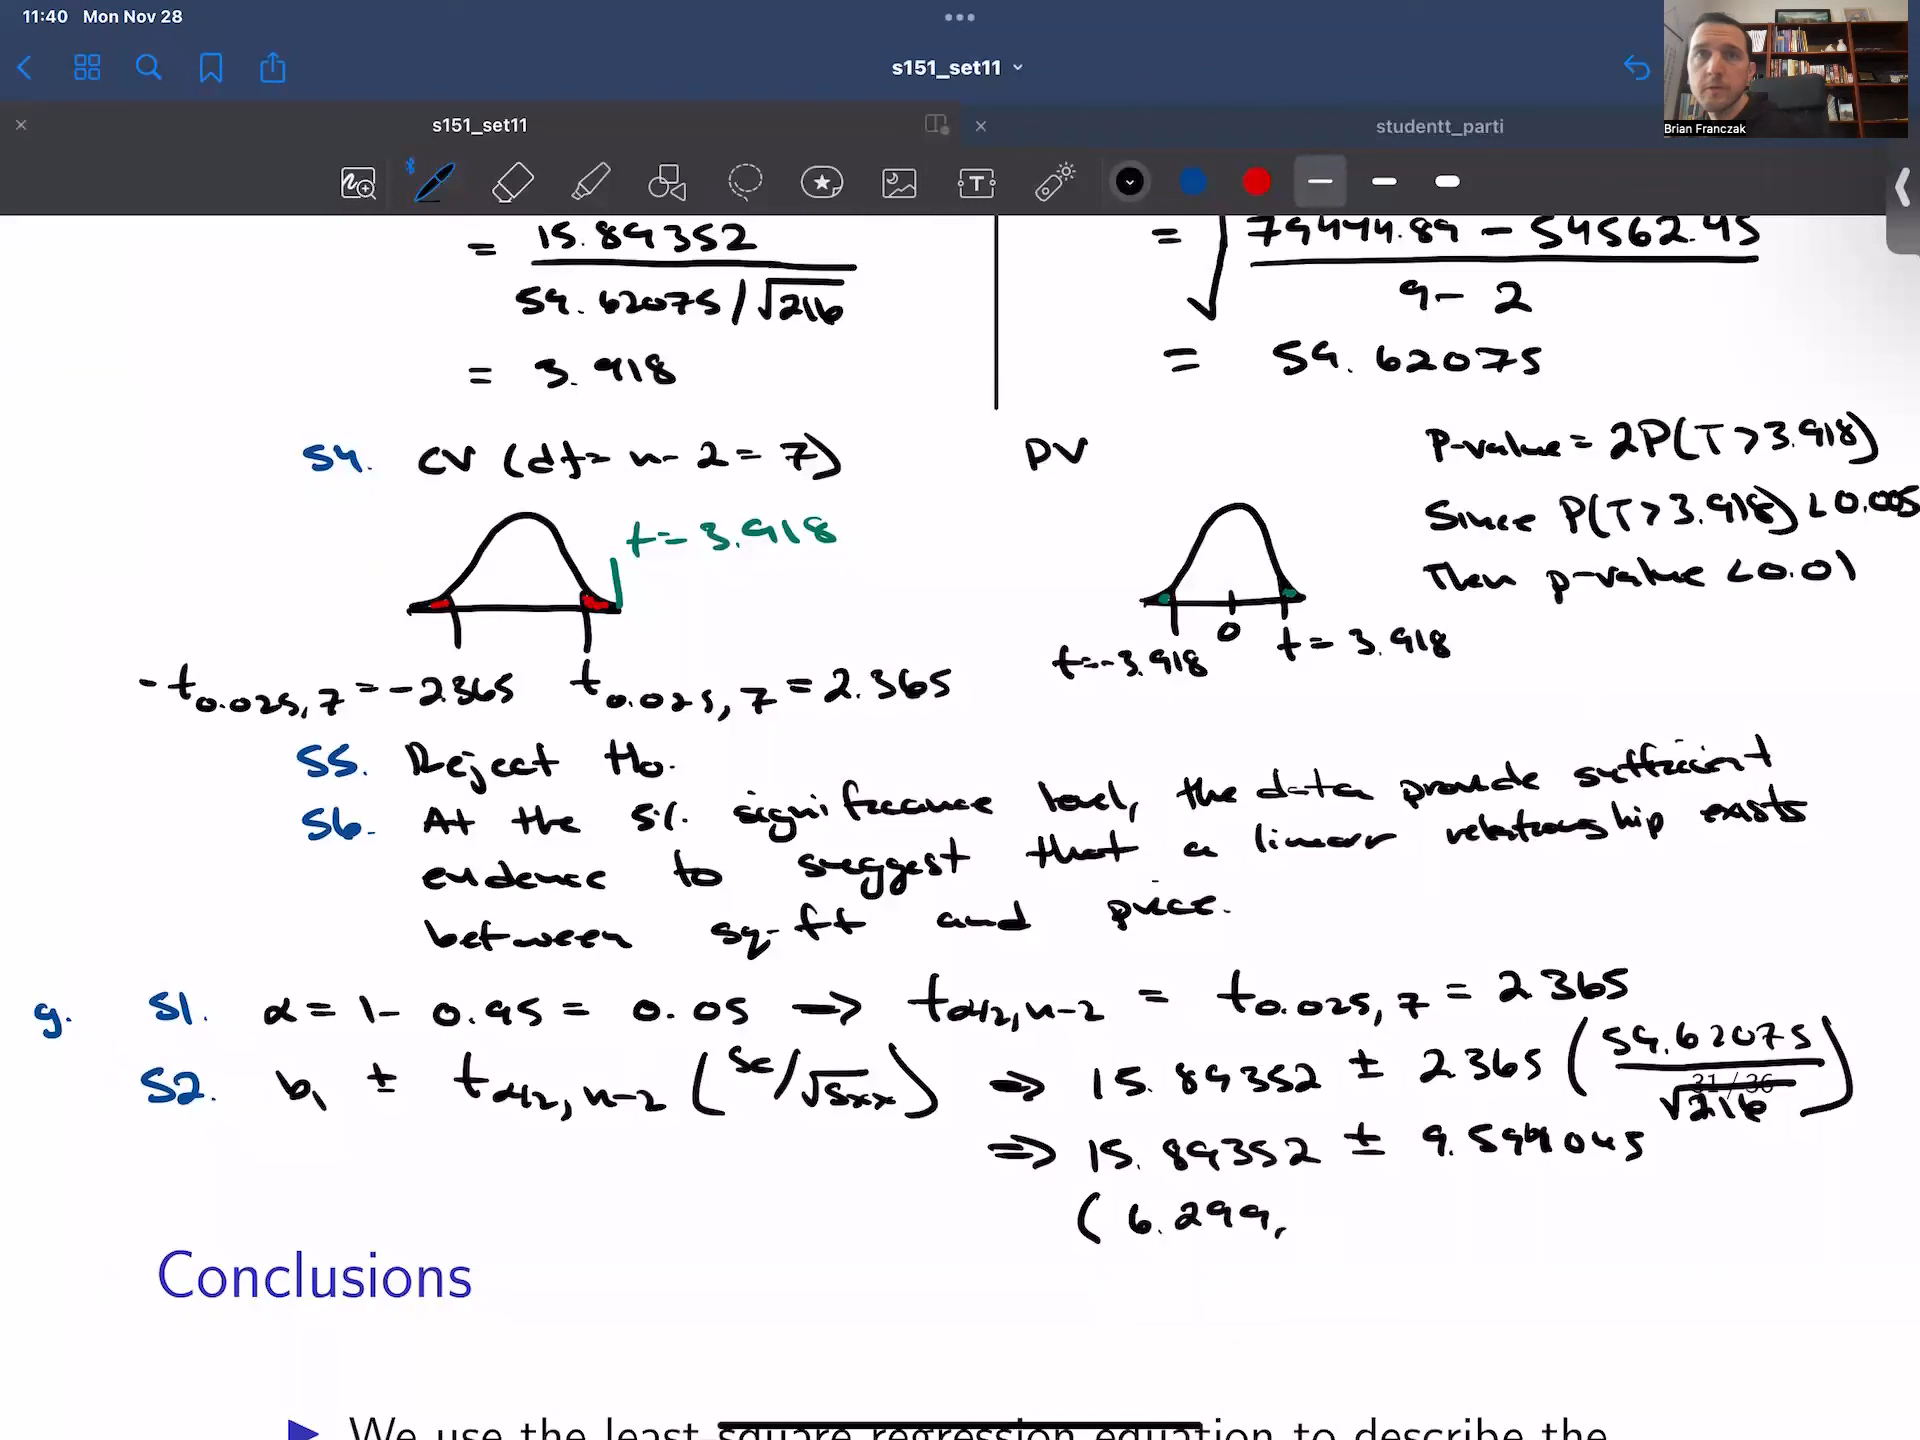 11:40 Mon Nov 28
s151_set11
s151_set11
studentt_parti
Brian Franczak
= 15.89352 / 59.62075/√216
= 3.918
= √ 79444.89 - 54562.45 / 9 - 2
= 59.62075
S4. CV (df = n - 2 = 7)
t = 3.918
-t0.025, 7 = -2.365 t0.025, 7 = 2.365
PV
0
t = -3.918 t = 3.918
P-value = 2P(T > 3.918)
Since P(T > 3.918) < 0.005
Then p-value < 0.01
S5. Reject Ho.
S6. At the 5% significance level, the data provide sufficient
evidence to suggest that a linear relationship exists
between sq-ft and price.
g. S1. α = 1 - 0.95 = 0.05 → tα/2, n-2 = t0.025, 7 = 2.365
S2. b1 ± tα/2, n-2 (Se/√Sxx) ⇒ 15.89352 ± 2.365 (59.62075 / √216)
31 / 36
⇒ 15.89352 ± 9.594045
(6.299,
Conclusions
We use the least-square regression equation to describe the